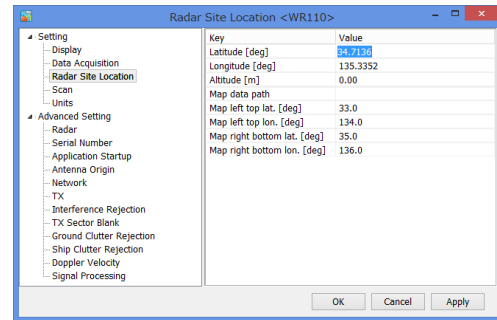 Radar Site Location <WR110>
Setting
Display
Data Acquisition
Radar Site Location
Scan
Units
Advanced Setting
Radar
Serial Number
Application Startup
Antenna Origin
Network
TX
Interference Rejection
TX Sector Blank
Ground Clutter Rejection
Ship Clutter Rejection
Doppler Velocity
Signal Processing
Key Value
Latitude [deg] 34.7136
Longitude [deg] 135.3352
Altitude [m] 0.00
Map data path
Map left top lat. [deg] 33.0
Map left top lon. [deg] 134.0
Map right bottom lat. [deg] 35.0
Map right bottom lon. [deg] 136.0
OK Cancel Apply